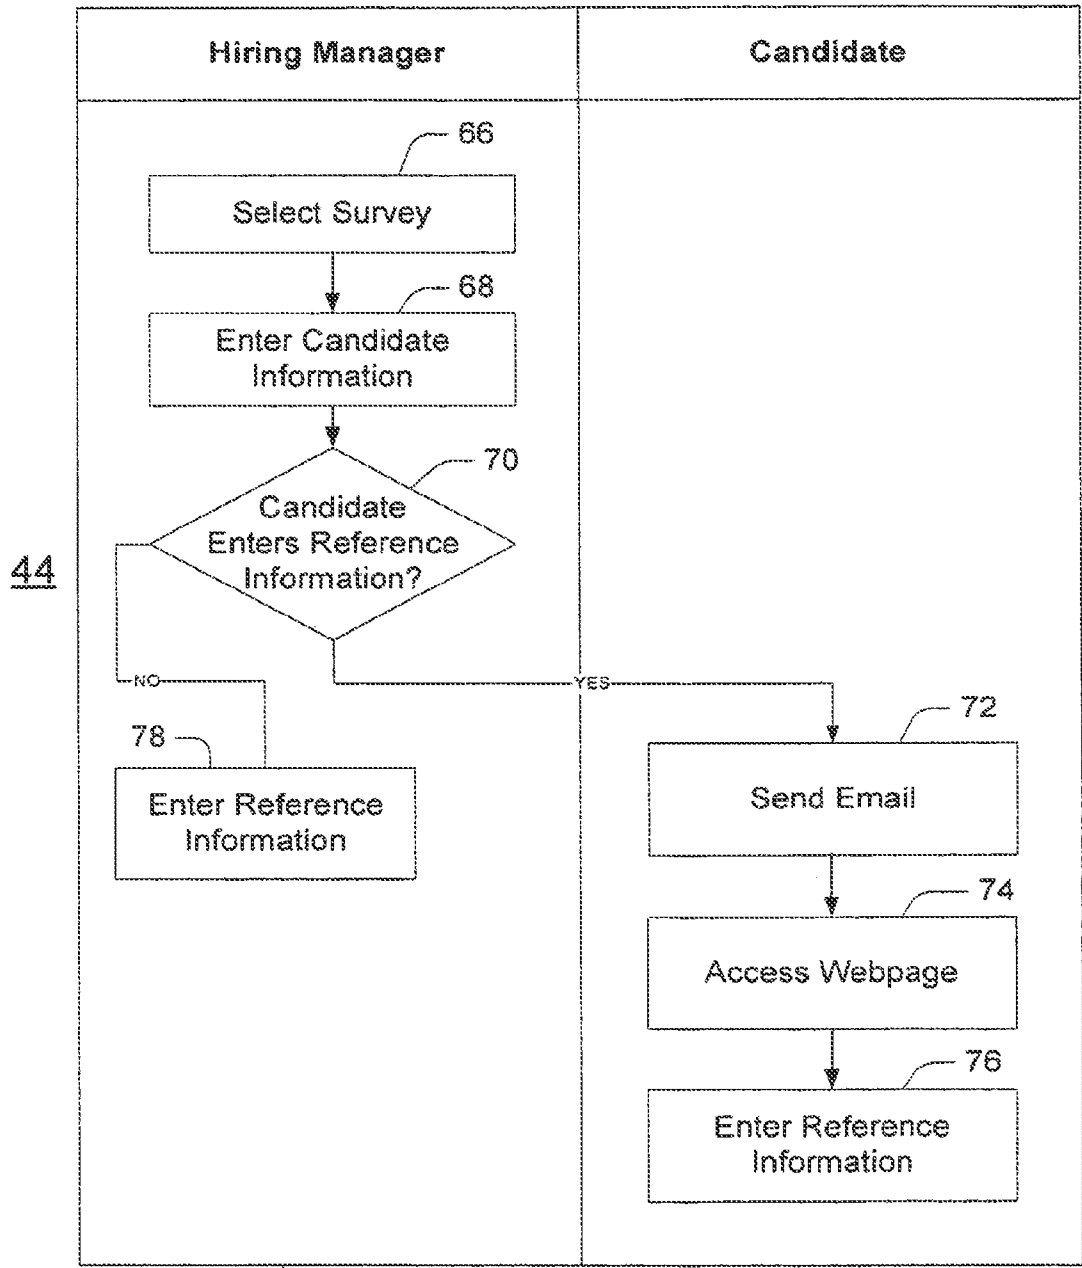 Hiring Manager
Candidate
66
Select Survey
68
Enter Candidate
Information
70
Candidate
Enters Reference
Information?
44
NO
YES
78
Enter Reference
Information
72
Send Email
74
Access Webpage
76
Enter Reference
Information